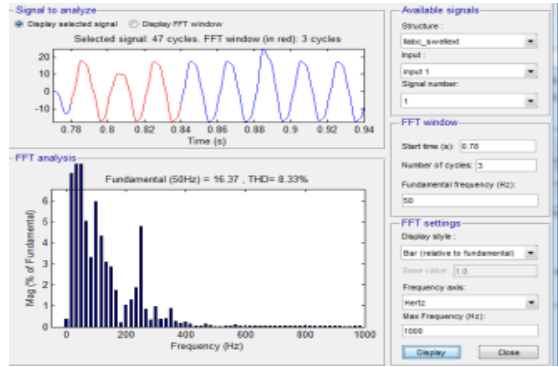 Signal to analyze
Display selected signal
Display FFT window
Selected signal: 47 cycles. FFT window (in red): 3 cycles
20
10
0
-10
0.78 0.8 0.82 0.84 0.86 0.88 0.9 0.92 0.94
Time (s)
FFT analysis
Fundamental (50Hz) = 16.37 , THD= 8.33%
Mag (% of Fundamental)
6
5
4
3
2
1
0
0 200 400 600 800 1000
Frequency (Hz)
Available signals
Structure :
Iabc_swellext
Input :
input 1
Signal number:
1
FFT window
Start time (s): 0.78
Number of cycles: 3
Fundamental frequency (Hz):
50
FFT settings
Display style :
Bar (relative to fundamental)
Base value: 1.0
Frequency axis:
Hertz
Max Frequency (Hz):
1000
Display
Close